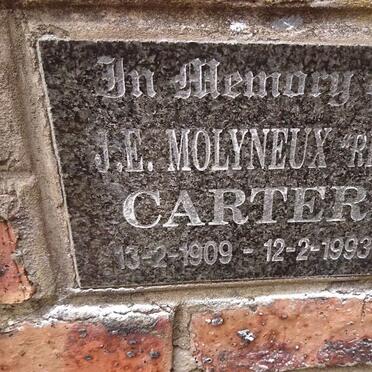 In Memory
J.E. MOLYNEUX
CARTER
13-2-1909 - 12-2-1993